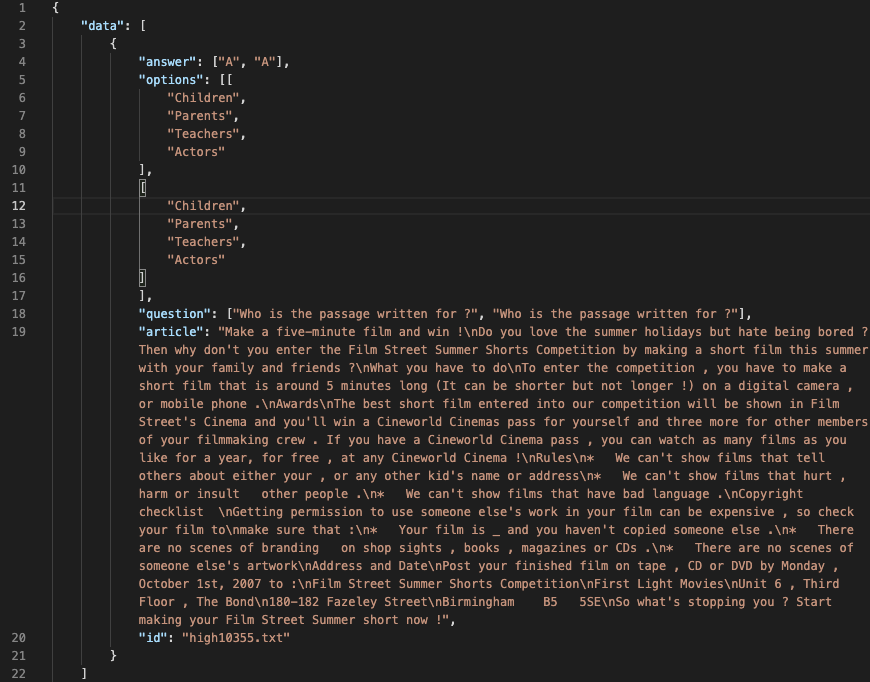 1 {
2 "data": [
3 {
4 "answer": ["A", "A"],
5 "options": [[
6 "Children",
7 "Parents",
8 "Teachers",
9 "Actors"
10 ],
11 [
12 "Children",
13 "Parents",
14 "Teachers",
15 "Actors"
16 ]
17 ],
18 "question": ["Who is the passage written for ?", "Who is the passage written for ?"],
19 "article": "Make a five-minute film and win !\nDo you love the summer holidays but hate being bored ?
Then why don't you enter the Film Street Summer Shorts Competition by making a short film this summer
with your family and friends ?\nWhat you have to do\nTo enter the competition , you have to make a
short film that is around 5 minutes long (It can be shorter but not longer !) on a digital camera ,
or mobile phone .\nAwards\nThe best short film entered into our competition will be shown in Film
Street's Cinema and you'll win a Cineworld Cinemas pass for yourself and three more for other members
of your filmmaking crew . If you have a Cineworld Cinema pass , you can watch as many films as you
like for a year, for free , at any Cineworld Cinema !\nRules\n*   We can't show films that tell
others about either your , or any other kid's name or address\n*   We can't show films that hurt ,
harm or insult   other people .\n*   We can't show films that have bad language .\nCopyright
checklist  \nGetting permission to use someone else's work in your film can be expensive , so check
your film to\nmake sure that :\n*   Your film is _ and you haven't copied someone else .\n*   There
are no scenes of branding   on shop sights , books , magazines or CDs .\n*   There are no scenes of
someone else's artwork\nAddress and Date\nPost your finished film on tape , CD or DVD by Monday ,
October 1st, 2007 to :\nFilm Street Summer Shorts Competition\nFirst Light Movies\nUnit 6 , Third
Floor , The Bond\n180-182 Fazeley Street\nBirmingham    B5   5SE\nSo what's stopping you ? Start
making your Film Street Summer short now !",
20 "id": "high10355.txt"
21 }
22 ]